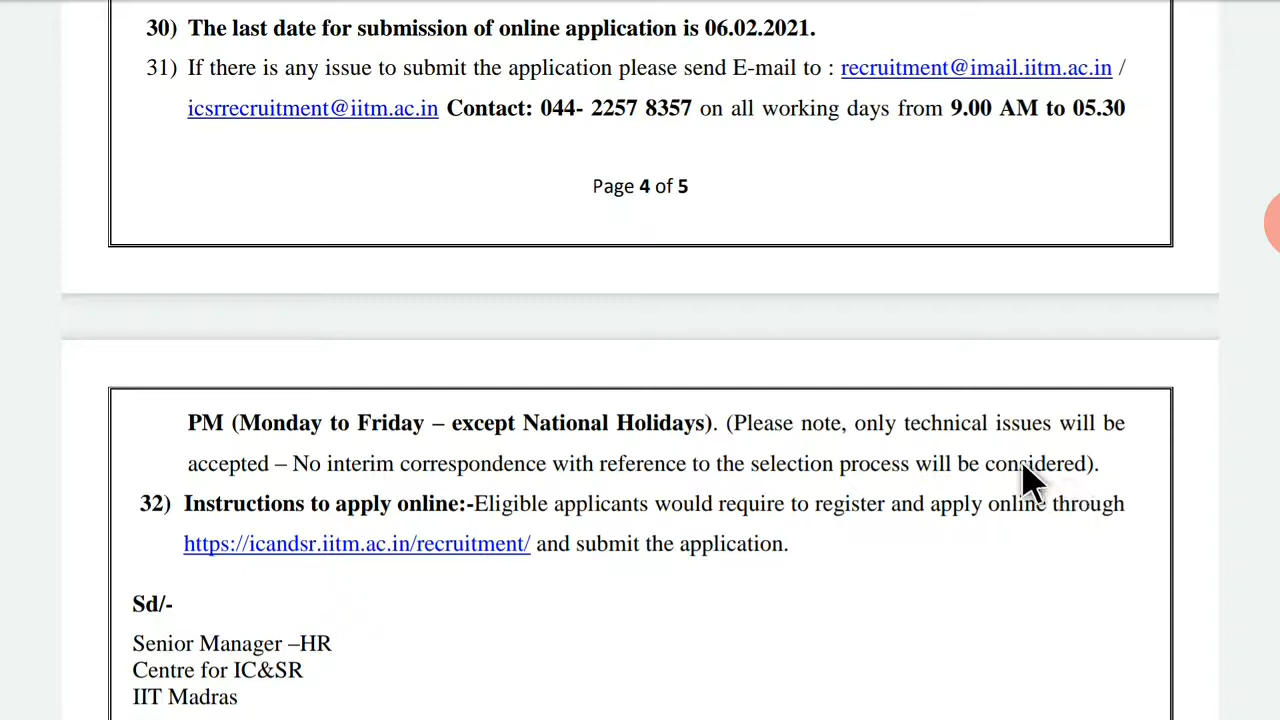 30) The last date for submission of online application is 06.02.2021.
31) If there is any issue to submit the application please send E-mail to : recruitment@imail.iitm.ac.in /
icsrrecruitment@iitm.ac.in Contact: 044- 2257 8357 on all working days from 9.00 AM to 05.30
Page 4 of 5
PM (Monday to Friday – except National Holidays). (Please note, only technical issues will be
accepted – No interim correspondence with reference to the selection process will be considered).
32) Instructions to apply online:-Eligible applicants would require to register and apply online through
https://icandsr.iitm.ac.in/recruitment/ and submit the application.
Sd/-
Senior Manager –HR
Centre for IC&SR
IIT Madras